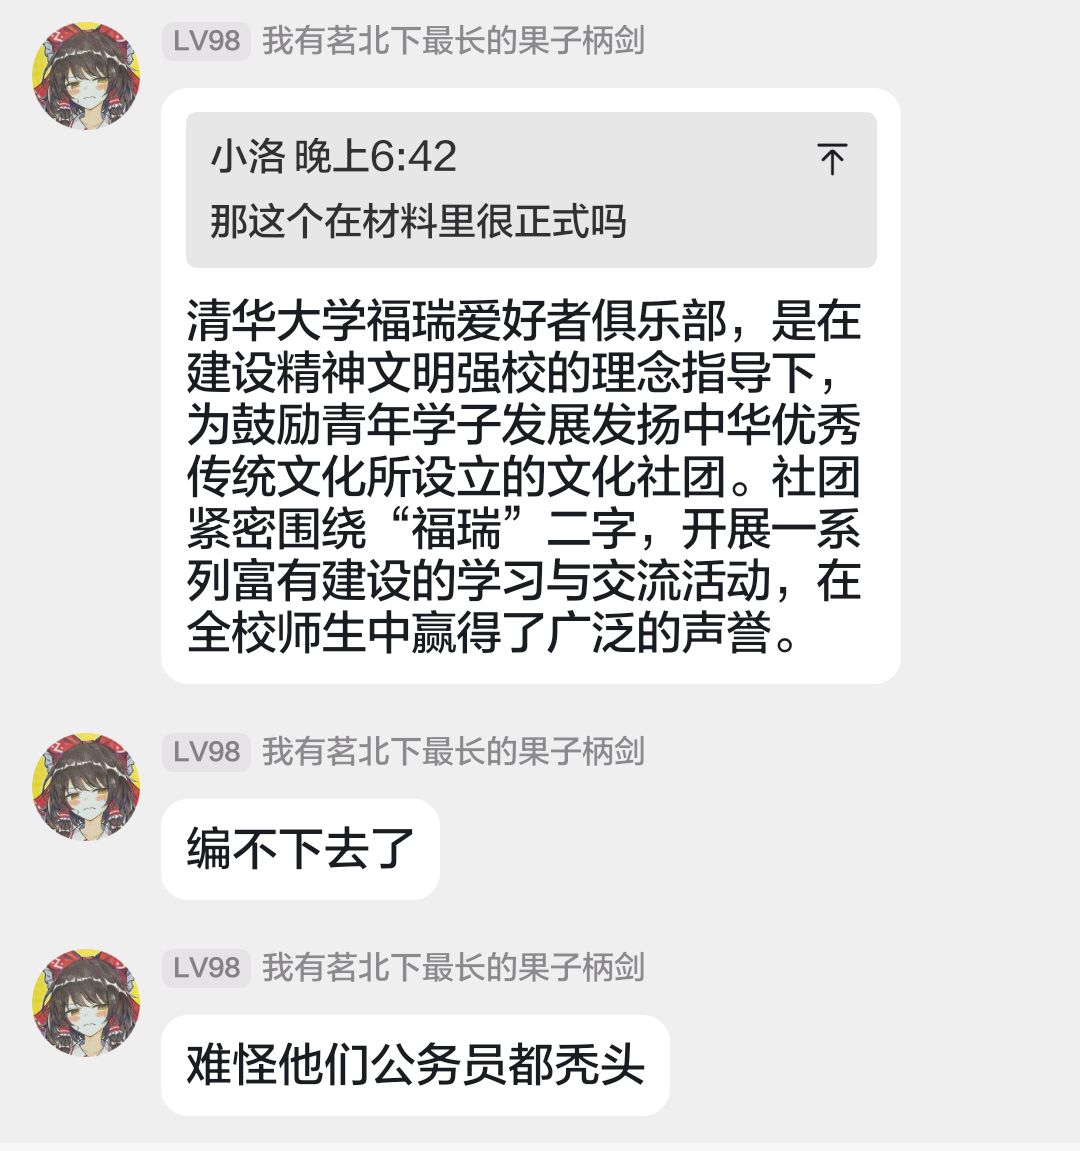 LV98 我有茗北下最长的果子柄剑
小洛 晚上6:42
那这个在材料里很正式吗
清华大学福瑞爱好者俱乐部，是在
建设精神文明强校的理念指导下，
为鼓励青年学子发展发扬中华优秀
传统文化所设立的文化社团。社团
紧密围绕“福瑞”二字，开展一系
列富有建设的学习与交流活动，在
全校师生中赢得了广泛的声誉。
LV98 我有茗北下最长的果子柄剑
编不下去了
LV98 我有茗北下最长的果子柄剑
难怪他们公务员都秃头